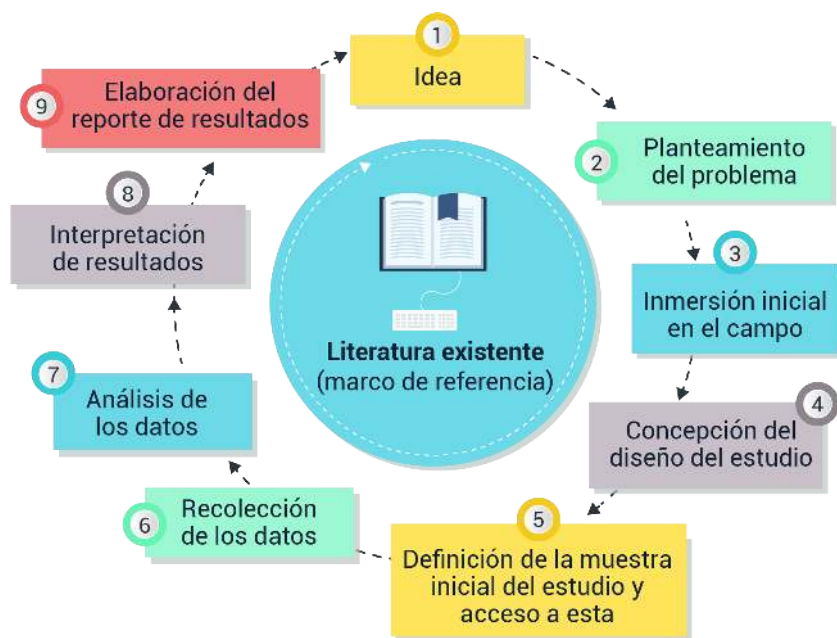 1
Idea
2
Planteamiento
del problema
3
Inmersión inicial
en el campo
4
Concepción del
diseño del estudio
5
Definición de la muestra
inicial del estudio y
acceso a esta
6
Recolección
de los datos
7
Análisis de
los datos
8
Interpretación
de resultados
9
Elaboración del
reporte de resultados
Literatura existente
(marco de referencia)